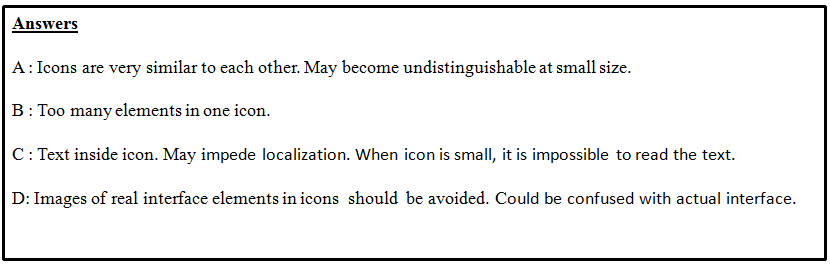 Answers
A : Icons are very similar to each other. May become undistinguishable at small size.
B : Too many elements in one icon.
C : Text inside icon. May impede localization. When icon is small, it is impossible to read the text.
D: Images of real interface elements in icons should be avoided. Could be confused with actual interface.